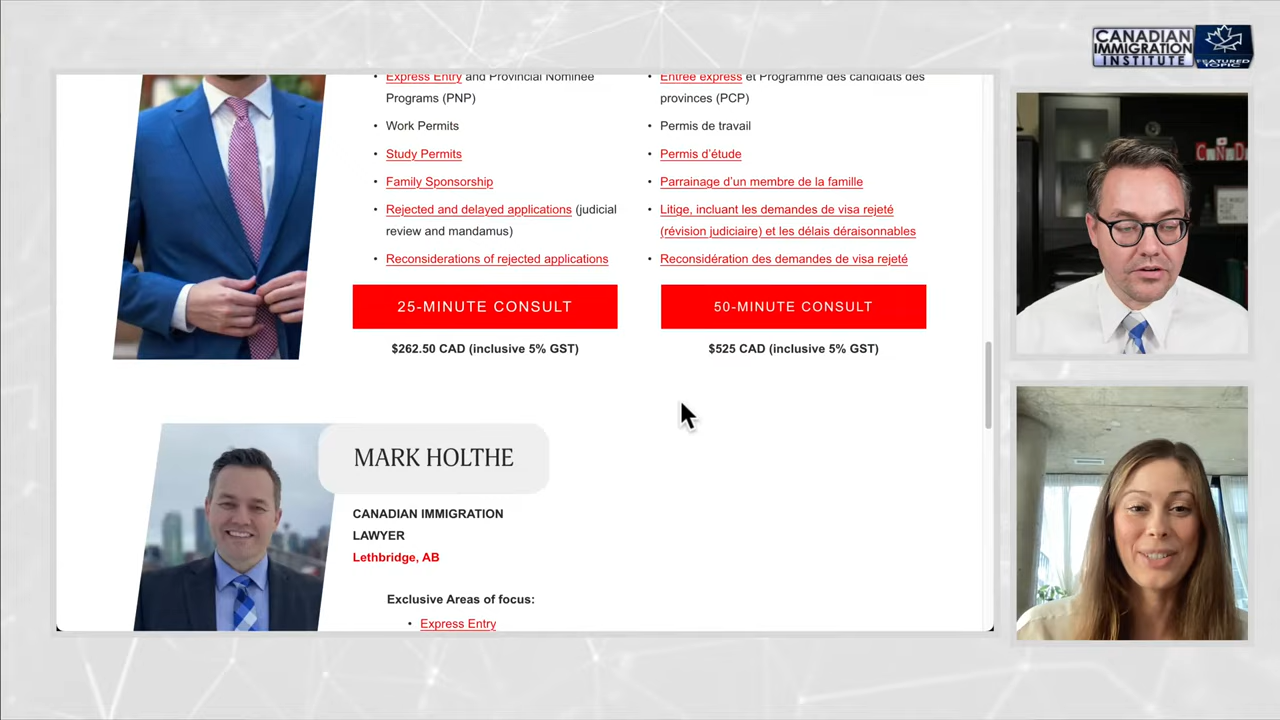 CANADIAN
IMMIGRATION
INSTITUTE
FEATURED
TOPIC
• Express Entry and Provincial Nominee
Programs (PNP)
• Work Permits
• Study Permits
• Family Sponsorship
• Rejected and delayed applications (judicial
review and mandamus)
• Reconsiderations of rejected applications
25-MINUTE CONSULT
$262.50 CAD (inclusive 5% GST)
• Entrée express et Programme des candidats des
provinces (PCP)
• Permis de travail
• Permis d’étude
• Parrainage d’un membre de la famille
• Litige, incluant les demandes de visa rejeté
(révision judiciaire) et les délais déraisonnables
• Reconsidération des demandes de visa rejeté
50-MINUTE CONSULT
$525 CAD (inclusive 5% GST)
MARK HOLTHE
CANADIAN IMMIGRATION
LAWYER
Lethbridge, AB
Exclusive Areas of focus:
• Express Entry